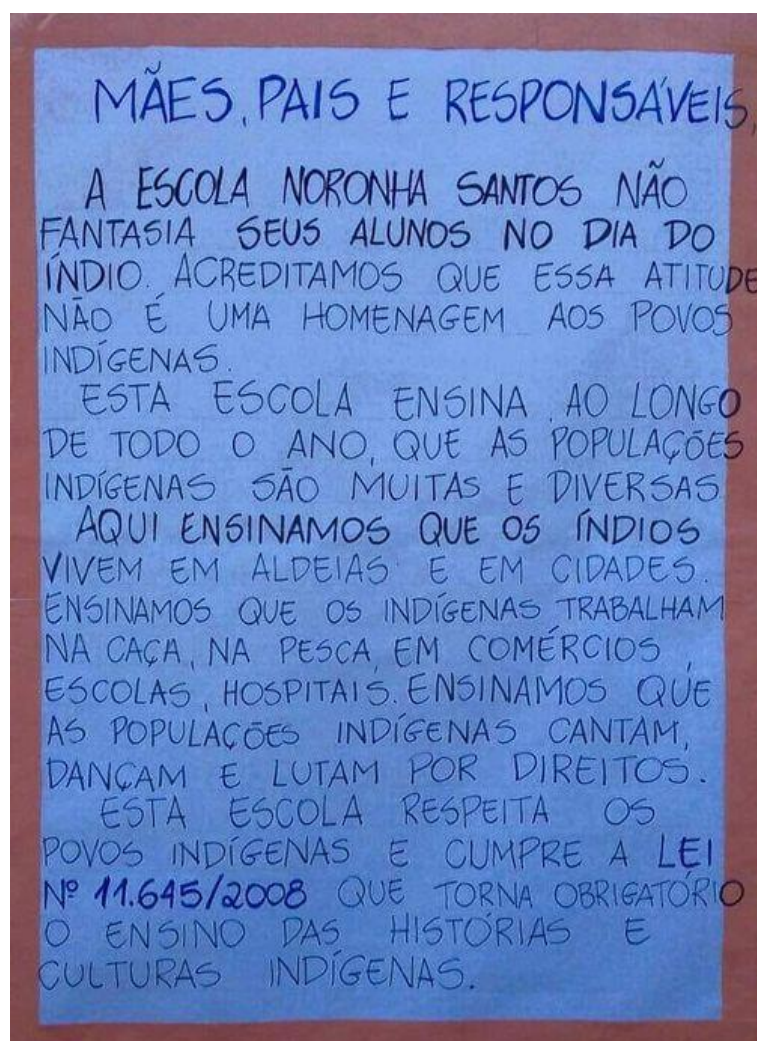 MÃES, PAIS E RESPONSÁVEIS,
A ESCOLA NORONHA SANTOS NÃO
FANTASIA SEUS ALUNOS NO DIA DO
ÍNDIO. ACREDITAMOS QUE ESSA ATITUDE
NÃO É UMA HOMENAGEM AOS POVOS
INDÍGENAS.
ESTA ESCOLA ENSINA, AO LONGO
DE TODO O ANO, QUE AS POPULAÇÕES
INDÍGENAS SÃO MUITAS E DIVERSAS
AQUI ENSINAMOS QUE OS ÍNDIOS
VIVEM EM ALDEIAS E EM CIDADES.
ENSINAMOS QUE OS INDÍGENAS TRABALHAM
NA CAÇA, NA PESCA, EM COMÉRCIOS,
ESCOLAS, HOSPITAIS. ENSINAMOS QUE
AS POPULAÇÕES INDÍGENAS CANTAM,
DANÇAM E LUTAM POR DIREITOS.
ESTA ESCOLA RESPEITA OS
POVOS INDÍGENAS E CUMPRE A LEI
Nº 11.645/2008 QUE TORNA OBRIGATÓRIO
O ENSINO DAS HISTÓRIAS E
CULTURAS INDÍGENAS.